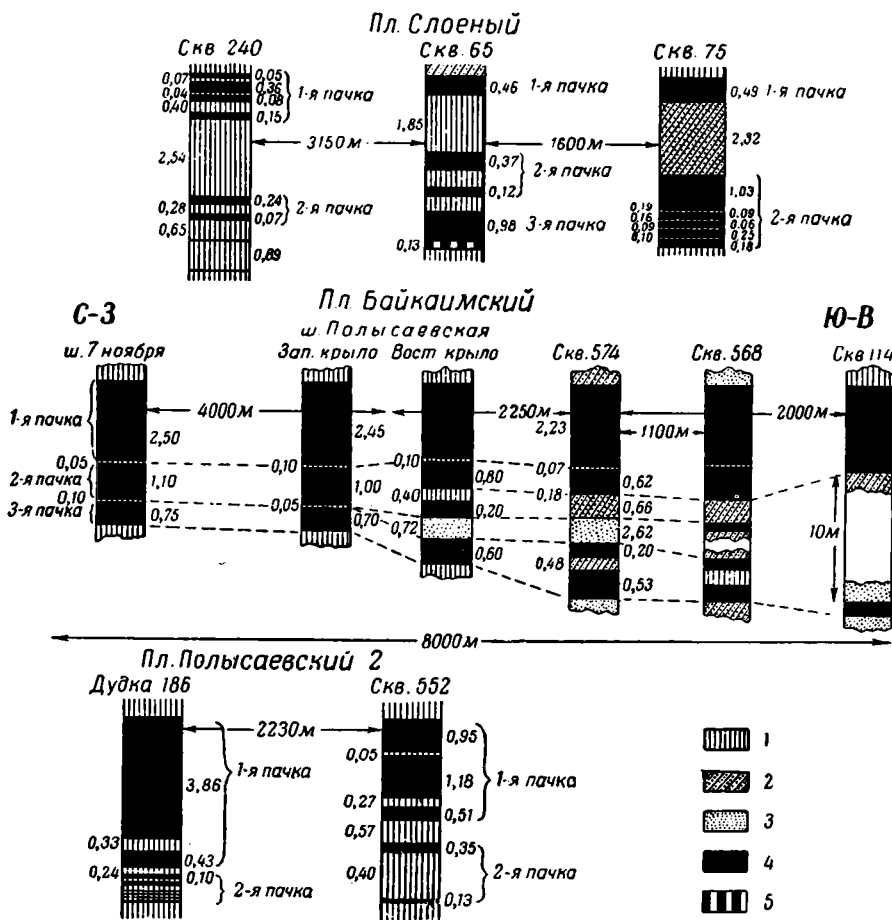 Пл. Слоеный
Скв 240 Скв. 65 Скв. 75
0,07 0,05
0,36
0,04 0,08
0,40
0,15
1-я пачка
2,54
0,28 0,24
0,07
2-я пачка
0,65
0,89
3150м
0,46 1-я пачка
1,85
0,37
0,12
2-я пачка
0,98 3-я пачка
0,13
1600м
0,49 1-я пачка
2,32
1,03
0,19 0,09
0,16 0,06
0,09 0,25
0,10 0,18
2-я пачка
Пл. Байкаимский
С-З Ю-В
ш. Полысаевская
ш. 7 ноября Зап. крыло Вост крыло Скв. 574 Скв. 568 Скв 114
4000м 2250м 2000м
1100м
1-я пачка
2,50 2,45 2,23
0,05 0,10 0,10 0,07
2-я пачка
1,10 1,00 0,80 0,62
0,40 0,18 0,66
0,10 0,05 0,20 2,62
3-я пачка
0,75 0,70 0,72 0,20
0,60 0,48 0,53
10м
8000м
Пл. Полысаевский 2
Дудка 186 Скв. 552
2230м
3,86
1-я пачка
0,33
0,43
0,24 0,10
2-я пачка
0,95
0,05
1,18
0,27
0,51
1-я пачка
0,57
0,35
0,40
0,13
2-я пачка
1
2
3
4
5